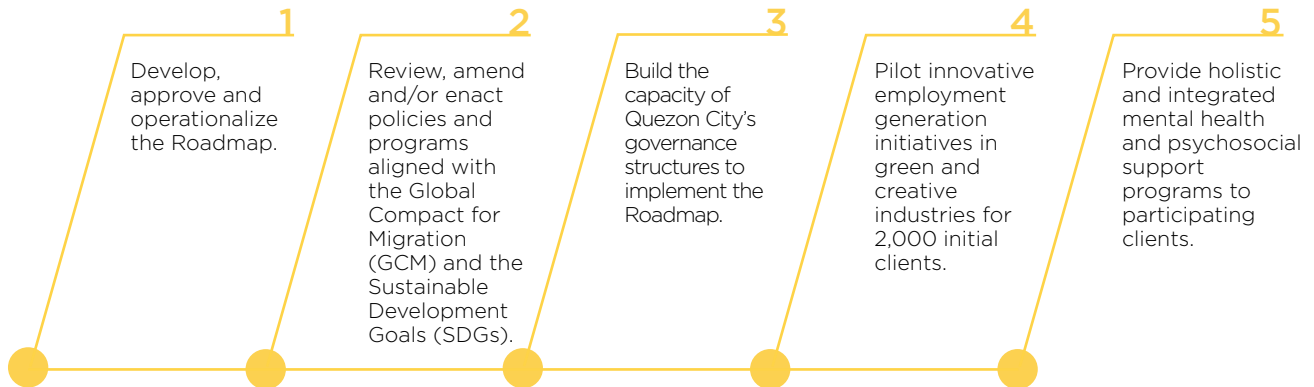 1
Develop,
approve and
operationalize
the Roadmap.
2
Review, amend
and/or enact
policies and
programs
aligned with
the Global
Compact for
Migration
(GCM) and the
Sustainable
Development
Goals (SDGs).
3
Build the
capacity of
Quezon City’s
governance
structures to
implement the
Roadmap.
4
Pilot innovative
employment
generation
initiatives in
green and
creative
industries for
2,000 initial
clients.
5
Provide holistic
and integrated
mental health
and psychosocial
support
programs to
participating
clients.